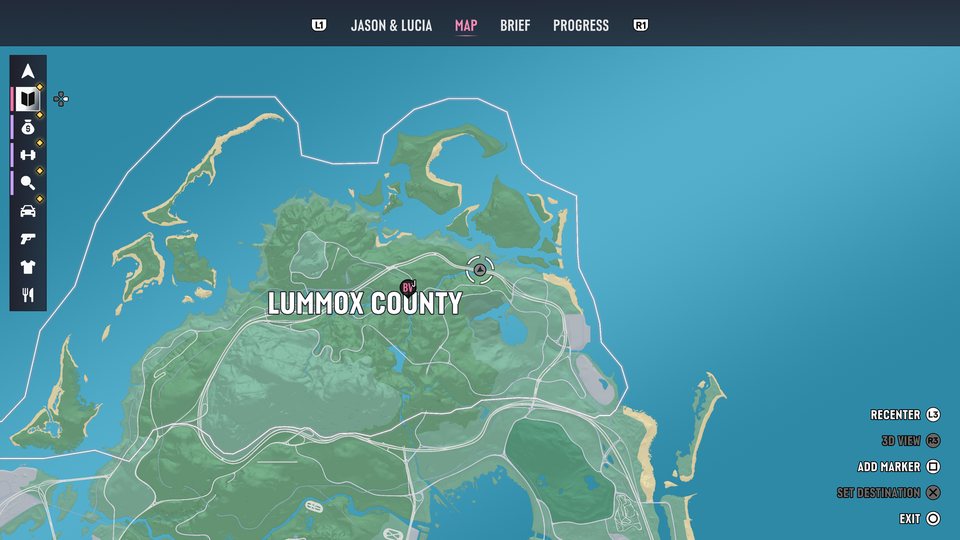 L1 JASON & LUCIA MAP BRIEF PROGRESS R1
BV
LUMMOX COUNTY
RECENTER L3
3D VIEW R3
ADD MARKER
SET DESTINATION
EXIT